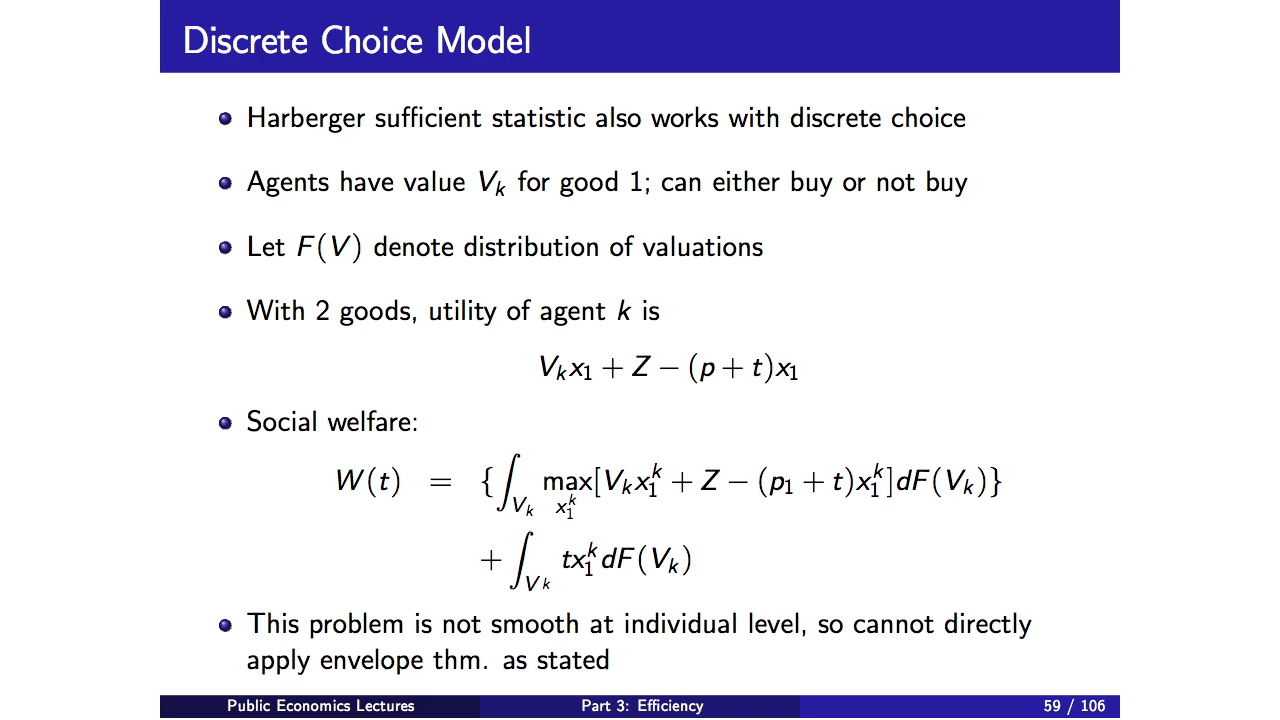 Discrete Choice Model
Harberger sufficient statistic also works with discrete choice
Agents have value V_k for good 1; can either buy or not buy
Let F(V) denote distribution of valuations
With 2 goods, utility of agent k is
V_k x_1 + Z − (p + t)x_1
Social welfare:
W(t) = {∫_{V_k} max_{x_1^k}[V_k x_1^k + Z − (p_1 + t)x_1^k]dF(V_k)}
+ ∫_{V^k} tx_1^k dF(V_k)
This problem is not smooth at individual level, so cannot directly
apply envelope thm. as stated
Public Economics Lectures Part 3: Efficiency 59 / 106